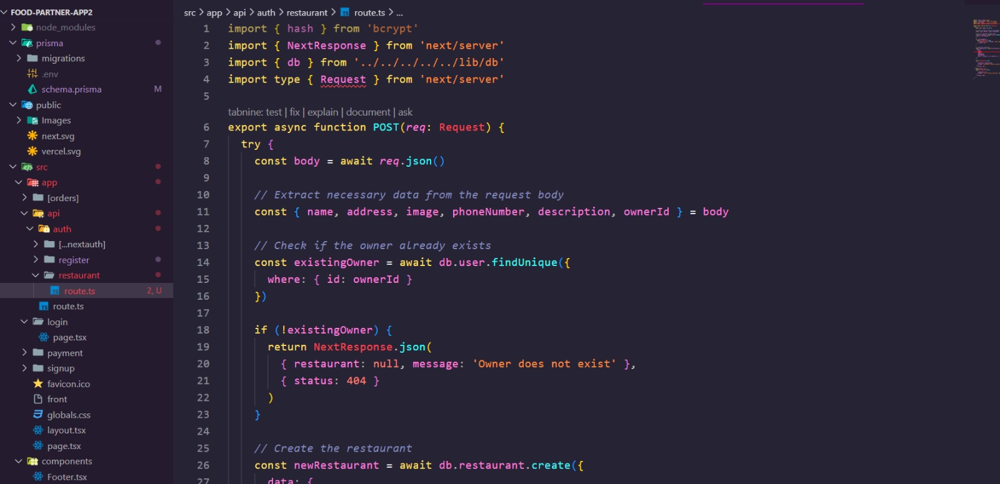 FOOD-PARTNER-APP2
node_modules
prisma
migrations
.env
schema.prisma M
public
Images
next.svg
vercel.svg
src
app
[orders]
api
auth
[...nextauth]
register
restaurant
route.ts 2, U
route.ts
login
page.tsx
payment
signup
favicon.ico
front
globals.css
layout.tsx
page.tsx
components
Footer.tsx
src > app > api > auth > restaurant > TS route.ts > ...
1 import { hash } from 'bcrypt'
2 import { NextResponse } from 'next/server'
3 import { db } from '../../../../../lib/db'
4 import type { Request } from 'next/server'
5
tabnine: test | fix | explain | document | ask
6 export async function POST(req: Request) {
7 try {
8 const body = await req.json()
9
10 // Extract necessary data from the request body
11 const { name, address, image, phoneNumber, description, ownerId } = body
12
13 // Check if the owner already exists
14 const existingOwner = await db.user.findUnique({
15 where: { id: ownerId }
16 })
17
18 if (!existingOwner) {
19 return NextResponse.json(
20 { restaurant: null, message: 'Owner does not exist' },
21 { status: 404 }
22 )
23 }
24
25 // Create the restaurant
26 const newRestaurant = await db.restaurant.create({
27 data: {